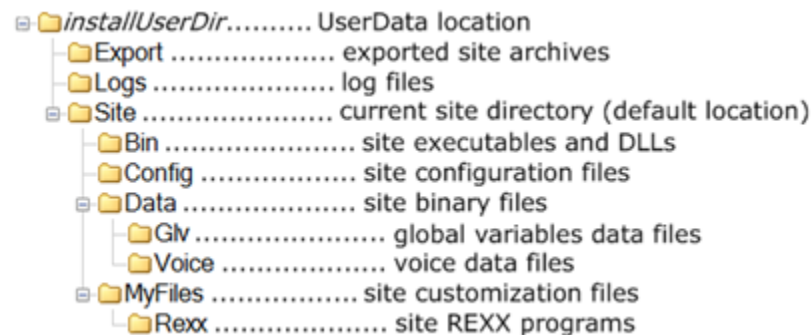 installUserDir.......... UserData location
Export .................... exported site archives
Logs ........................ log files
Site ....................... current site directory (default location)
Bin .................... site executables and DLLs
Config ................... site configuration files
Data ..................... site binary files
Glv ....................... global variables data files
Voice .................... voice data files
MyFiles .................. site customization files
Rexx ..................... site REXX programs